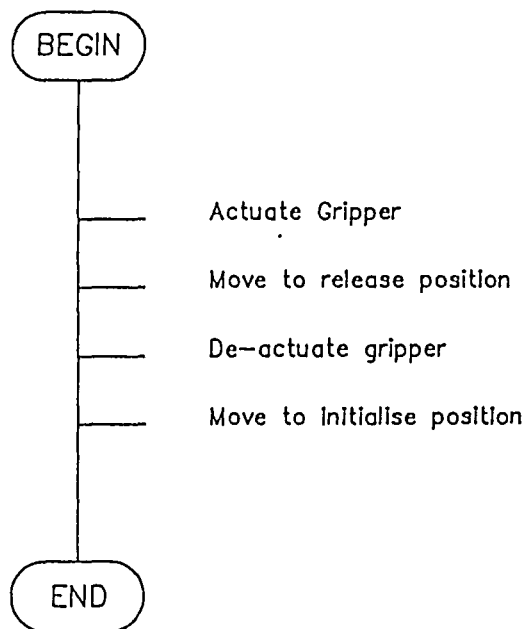 BEGIN
Actuate Gripper
Move to release position
De-actuate gripper
Move to initialise position
END